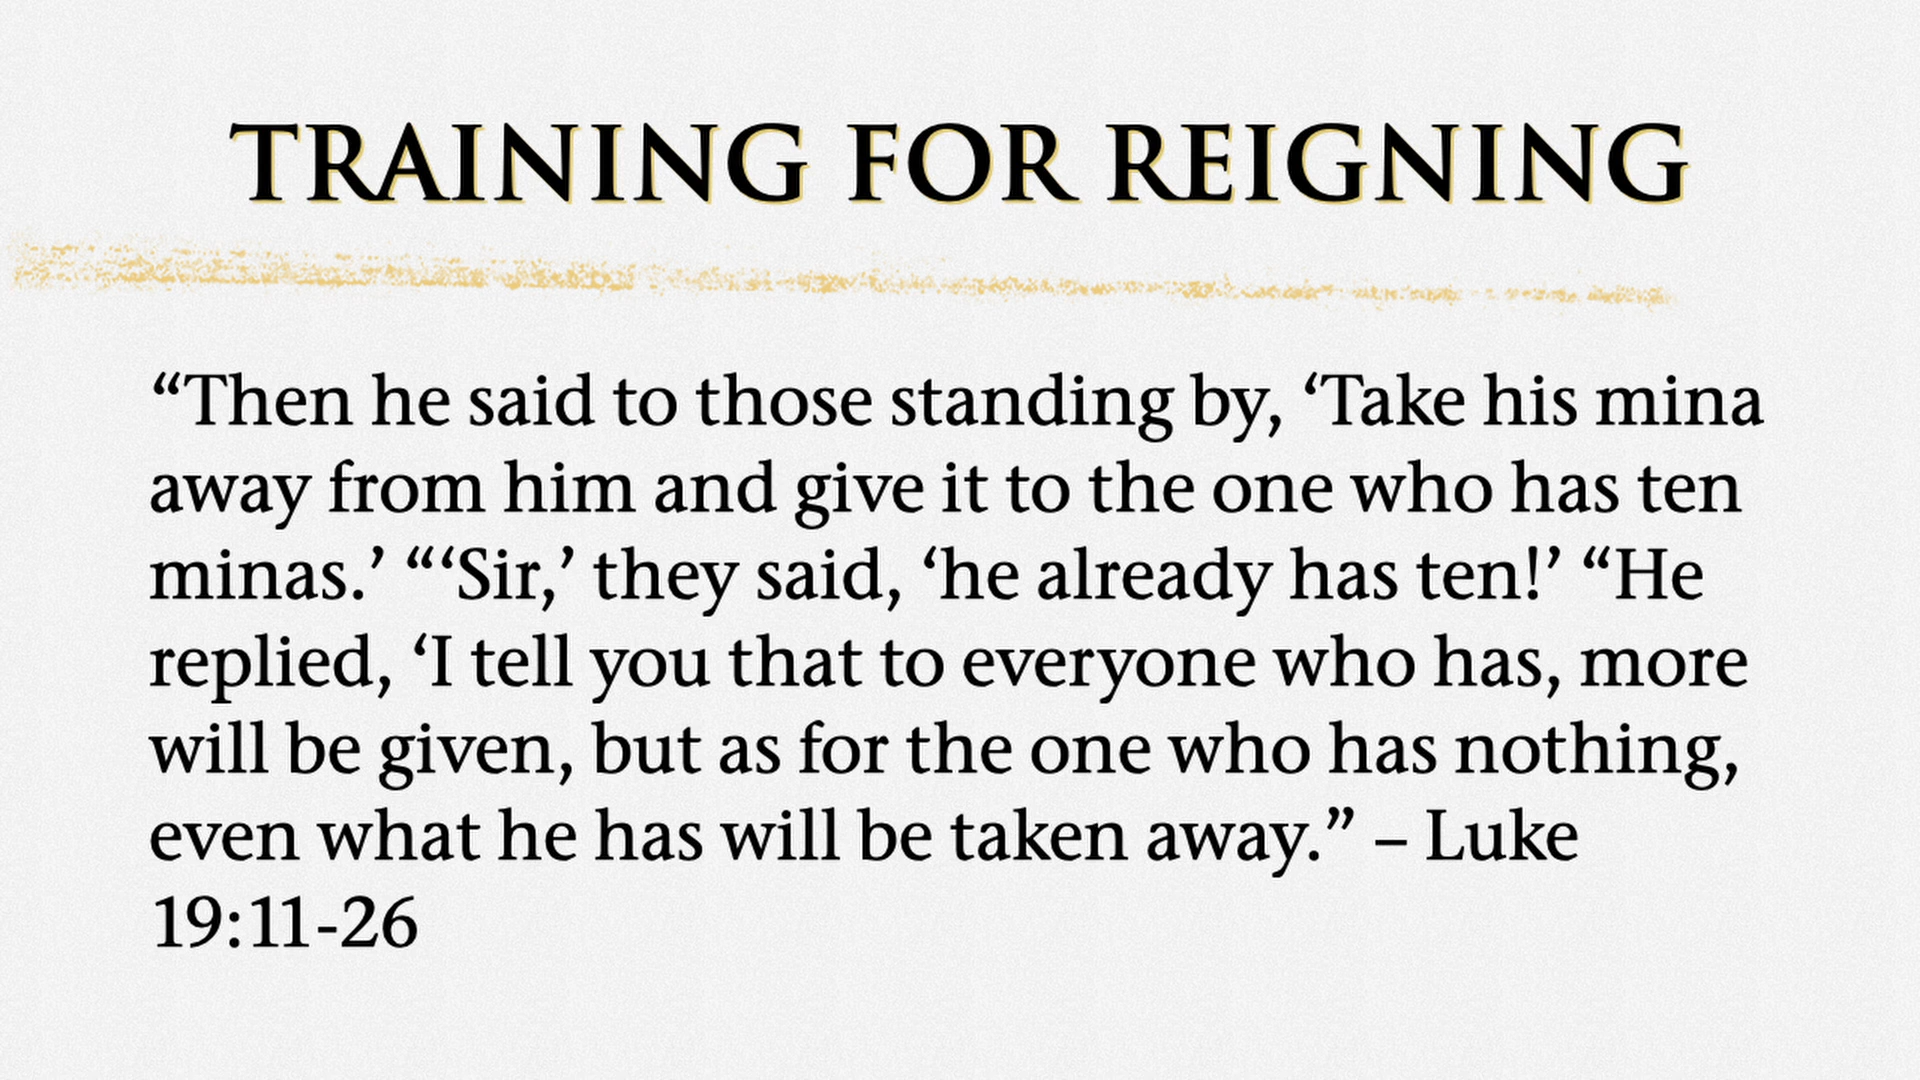 TRAINING FOR REIGNING
“Then he said to those standing by, ‘Take his mina
away from him and give it to the one who has ten
minas.’ “‘Sir,’ they said, ‘he already has ten!’ “He
replied, ‘I tell you that to everyone who has, more
will be given, but as for the one who has nothing,
even what he has will be taken away.” – Luke
19:11-26